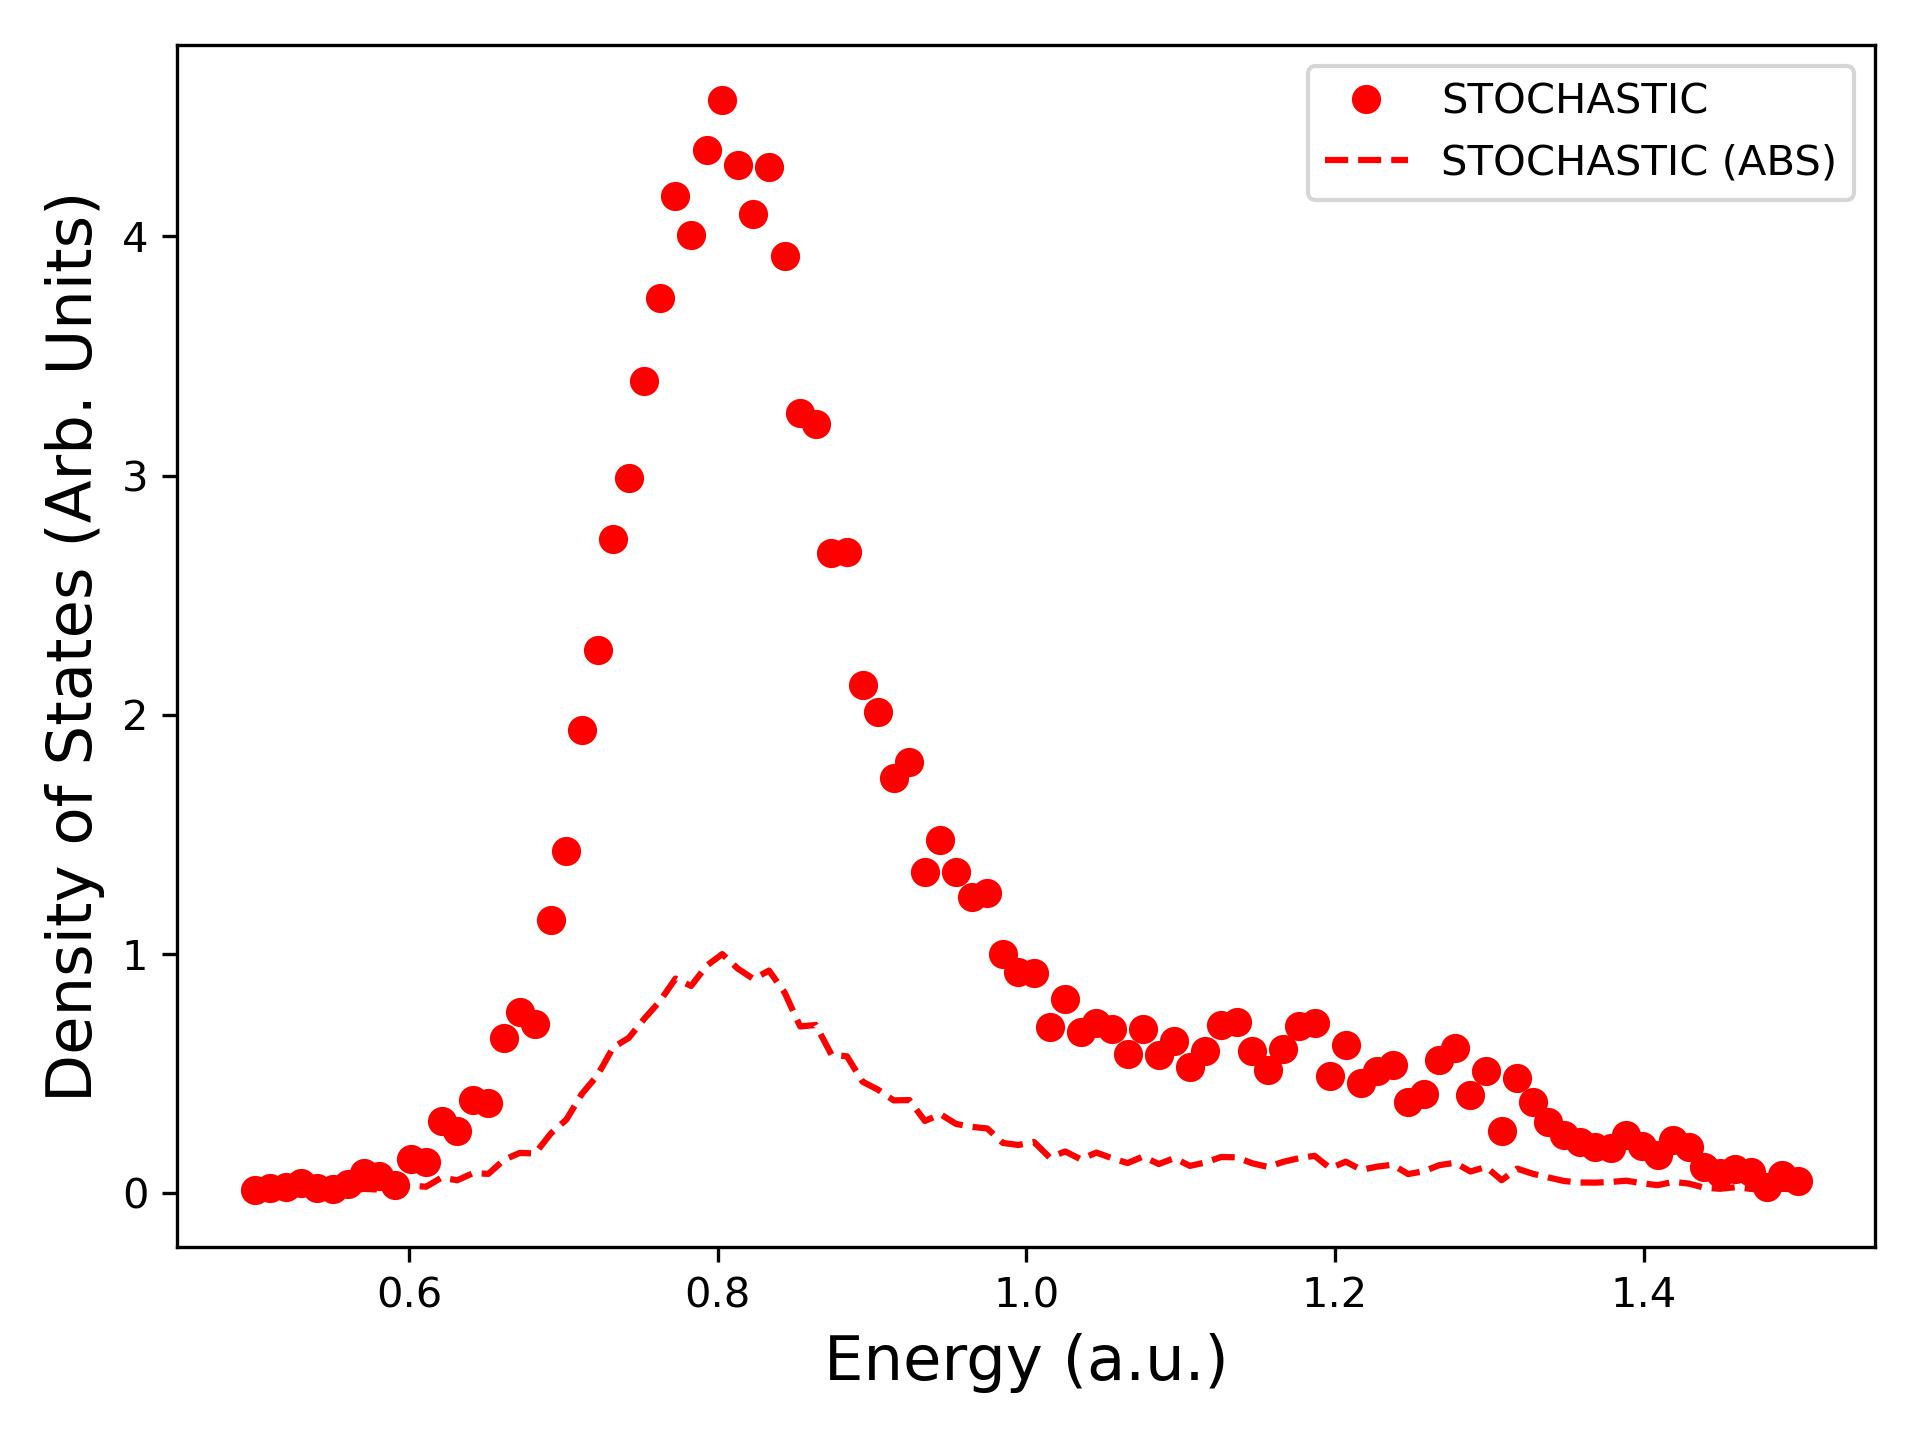 STOCHASTIC
STOCHASTIC (ABS)
Density of States (Arb. Units)
4
3
2
1
0
0.6 0.8 1.0 1.2 1.4
Energy (a.u.)